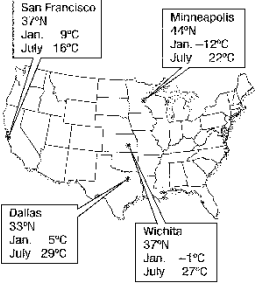 San Francisco
37°N
Jan. 9°C
July 16°C
Minneapolis
44°N
Jan. –12°C
July 22°C
Dallas
33°N
Jan. 5°C
July 29°C
Wichita
37°N
Jan. –1°C
July 27°C